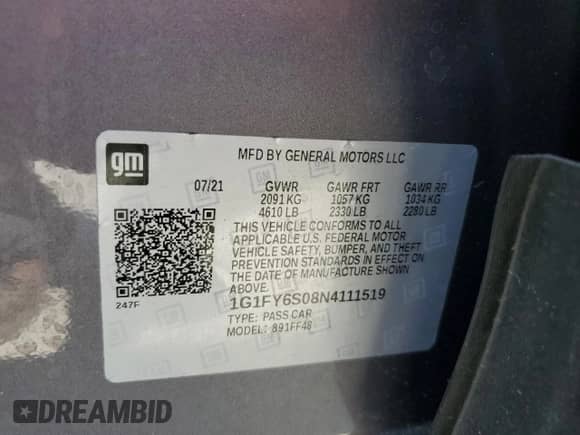 gm
MFD BY GENERAL MOTORS LLC
07/21 GVWR GAWR FRT GAWR RR
2091 KG 1057 KG 1034 KG
4610 LB 2330 LB 2280 LB
THIS VEHICLE CONFORMS TO ALL
APPLICABLE U.S. FEDERAL MOTOR
VEHICLE SAFETY, BUMPER, AND THEFT
PREVENTION STANDARDS IN EFFECT ON
THE DATE OF MANUFACTURE SHOWN
ABOVE.
247F
1G1FY6S08N4111519
TYPE: PASS CAR
MODEL: 891FF48
DREAMBID